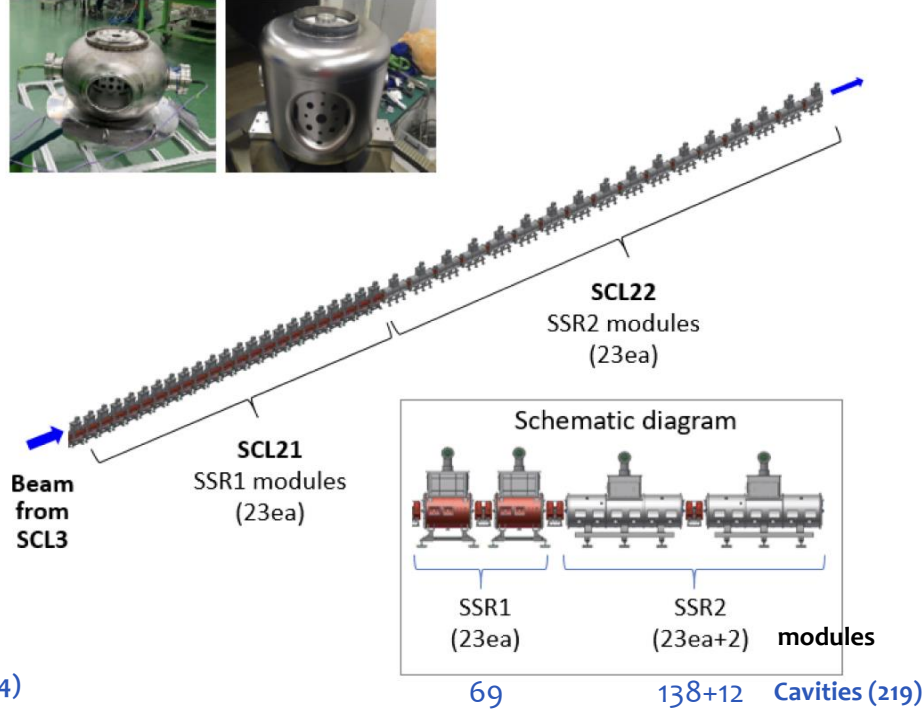 SCL22
SSR2 modules
(23ea)
SCL21
SSR1 modules
(23ea)
Beam
from
SCL3
Schematic diagram
SSR1
(23ea)
SSR2
(23ea+2)
modules
4)
69
138+12
Cavities (219)